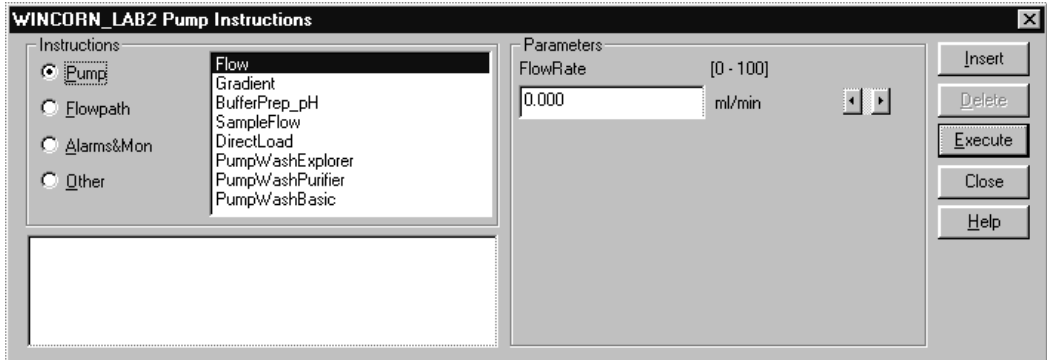 WINCORN_LAB2 Pump Instructions
Instructions
Pump
Flowpath
Alarms&Mon
Other
Flow
Gradient
BufferPrep_pH
SampleFlow
DirectLoad
PumpWashExplorer
PumpWashPurifier
PumpWashBasic
Parameters
FlowRate [0 - 100]
0.000 ml/min
Insert
Delete
Execute
Close
Help